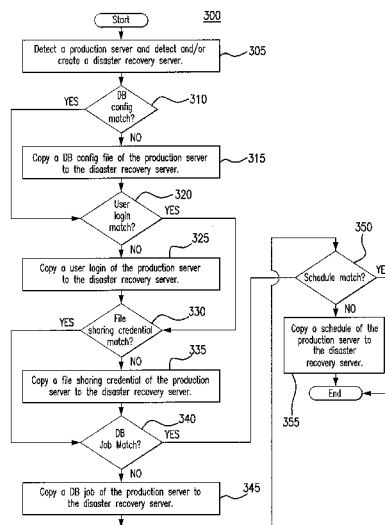 300
Start
Detect a production server and detect and/or
create a disaster recovery server.
305
YES
DB
config
match?
310
NO
Copy a DB config file of the production server
to the disaster recovery server.
315
320
User
login
match?
YES
NO
325
Copy a user login of the production server
to the disaster recovery server.
330
YES
File
sharing credential
match?
NO
335
Copy a file sharing credential of the production
server to the disaster recovery server.
340
DB
Job Match?
YES
NO
Copy a DB job of the production server to
the disaster recovery server.
345
350
Schedule match?
NO
Copy a schedule of the
production server to
the disaster
recovery server.
355
End